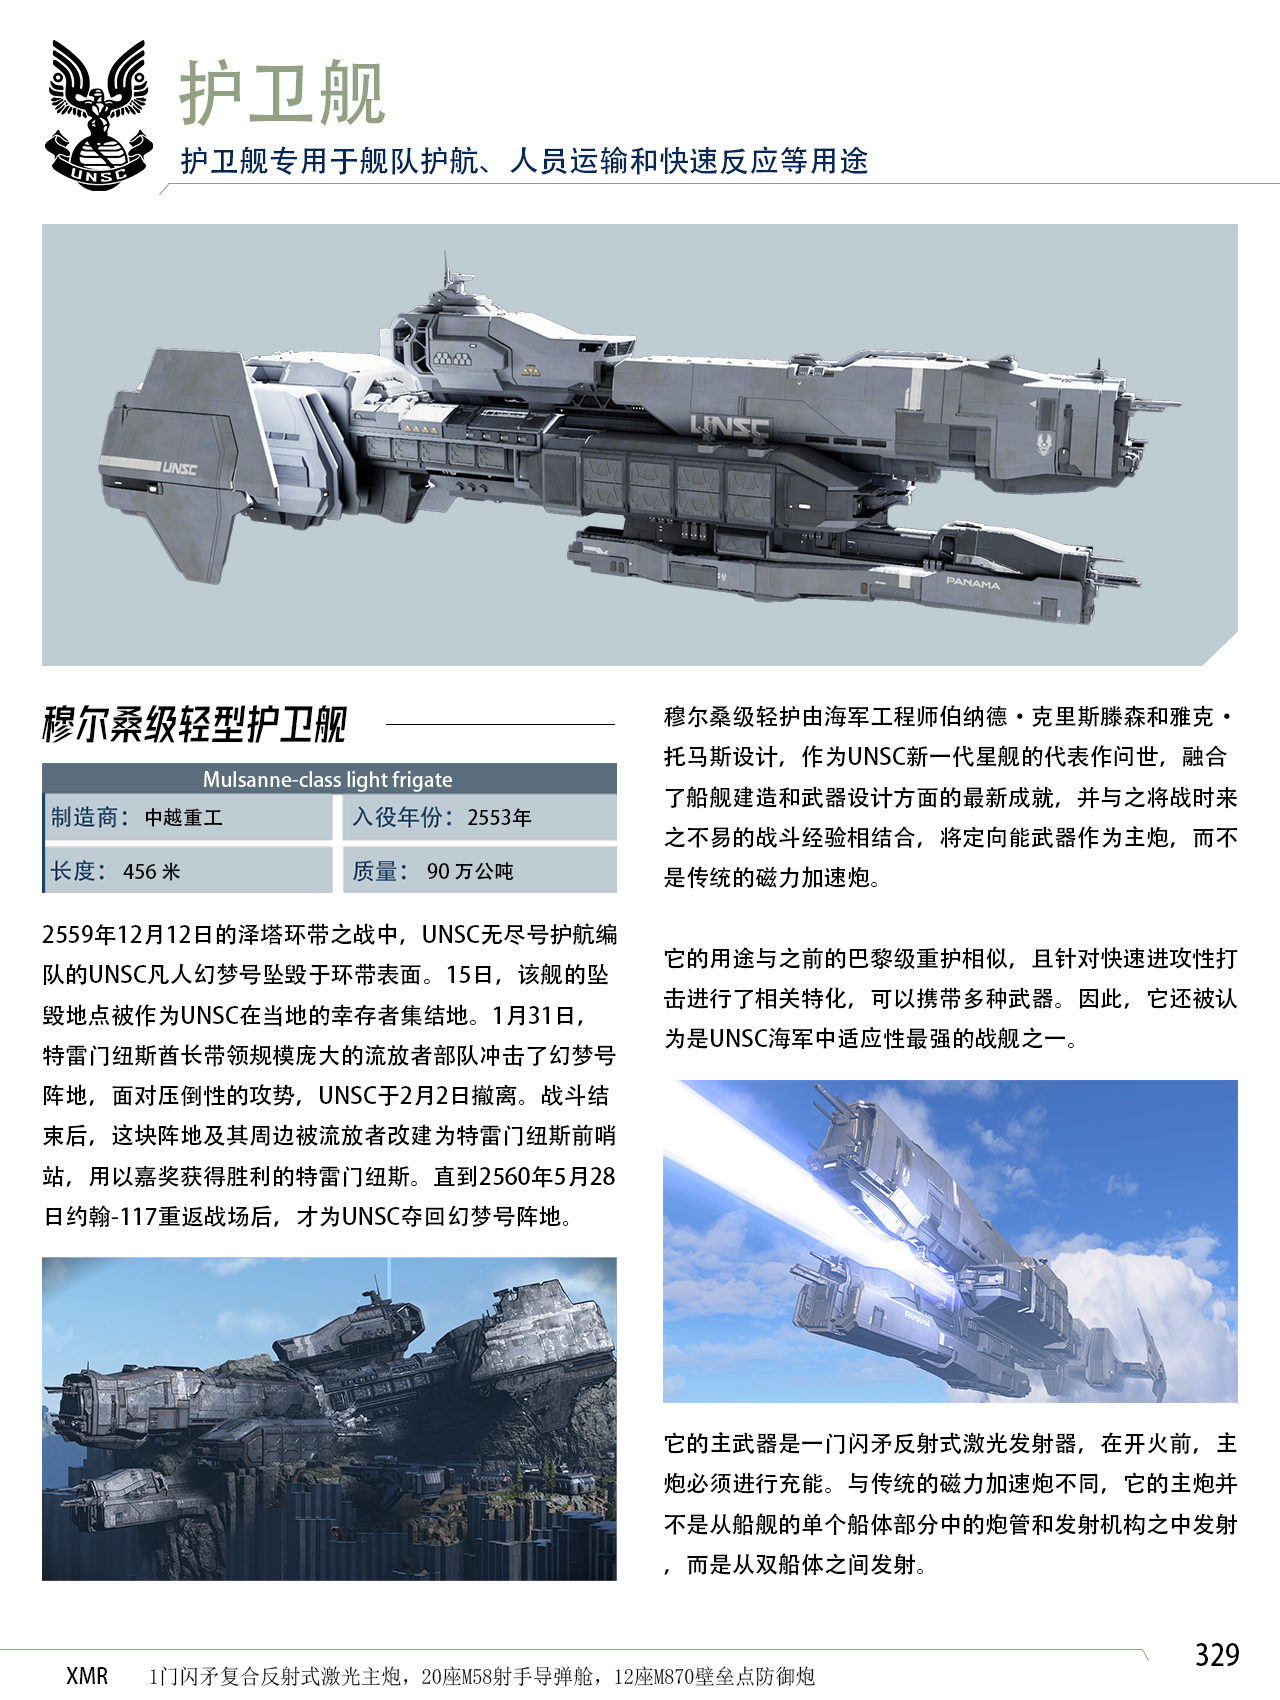 护卫舰
护卫舰专用于舰队护航、人员运输和快速反应等用途
UNSC
UNSC
UNSC
PANAMA
穆尔桑级轻型护卫舰
Mulsanne-class light frigate
制造商：中越重工
入役年份：2553年
长度：456 米
质量：90 万公吨
2559年12月12日的泽塔环带之战中，UNSC无尽号护航编
队的UNSC凡人幻梦号坠毁于环带表面。15日，该舰的坠
毁地点被作为UNSC在当地的幸存者集结地。1月31日，
特雷门纽斯酋长带领规模庞大的流放者部队冲击了幻梦号
阵地，面对压倒性的攻势，UNSC于2月2日撤离。战斗结
束后，这块阵地及其周边被流放者改建为特雷门纽斯前哨
站，用以嘉奖获得胜利的特雷门纽斯。直到2560年5月28
日约翰-117重返战场后，才为UNSC夺回幻梦号阵地。
穆尔桑级轻护由海军工程师伯纳德·克里斯滕森和雅克·
托马斯设计，作为UNSC新一代星舰的代表作问世，融合
了船舰建造和武器设计方面的最新成就，并与之将战时来
之不易的战斗经验相结合，将定向能武器作为主炮，而不
是传统的磁力加速炮。
它的用途与之前的巴黎级重护相似，且针对快速进攻性打
击进行了相关特化，可以携带多种武器。因此，它还被认
为是UNSC海军中适应性最强的战舰之一。
PANAMA
它的主武器是一门闪矛反射式激光发射器，在开火前，主
炮必须进行充能。与传统的磁力加速炮不同，它的主炮并
不是从船舰的单个船体部分中的炮管和发射机构之中发射
，而是从双船体之间发射。
329
XMR 1门闪矛复合反射式激光主炮，20座M58射手导弹舱，12座M870壁垒点防御炮